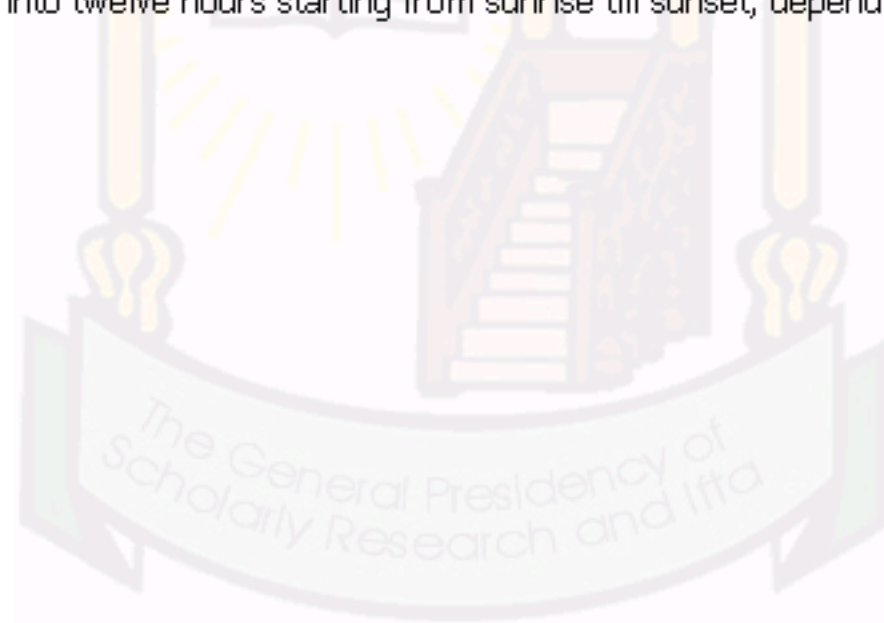 into twelve hours starting from sunrise till sunset, depend
The General Presidency of
Scholarly Research and Ifta